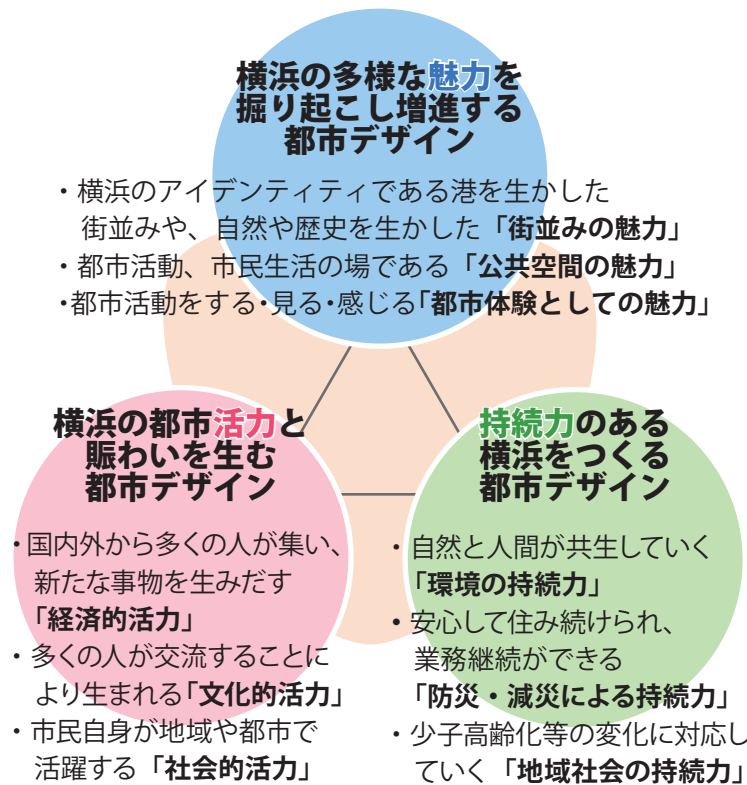 横浜の多様な魅力を
掘り起こし増進する
都市デザイン
・横浜のアイデンティティである港を生かした
街並みや、自然や歴史を生かした「街並みの魅力」
・都市活動、市民生活の場である「公共空間の魅力」
・都市活動をする・見る・感じる「都市体験としての魅力」
横浜の都市活力と
賑わいを生む
都市デザイン
・国内外から多くの人が集い、
新たな事物を生みだす
「経済的活力」
・多くの人が交流することに
より生まれる「文化的活力」
・市民自身が地域や都市で
活躍する「社会的活力」
持続力のある
横浜をつくる
都市デザイン
・自然と人間が共生していく
「環境の持続力」
・安心して住み続けられ、
業務継続ができる
「防災・減災による持続力」
・少子高齢化等の変化に対応し
ていく「地域社会の持続力」